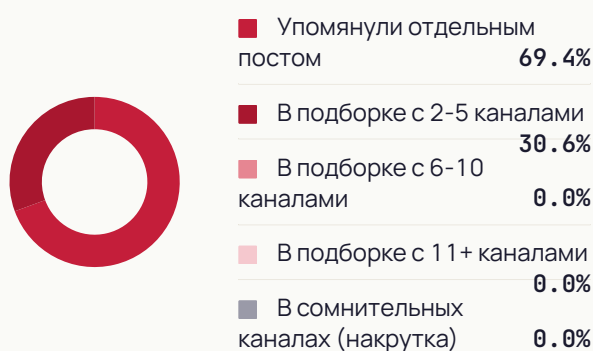 Упомянули отдельным
постом 69.4%
В подборке с 2-5 каналами
30.6%
В подборке с 6-10
каналами 0.0%
В подборке с 11+ каналами
0.0%
В сомнительных
каналах (накрутка) 0.0%